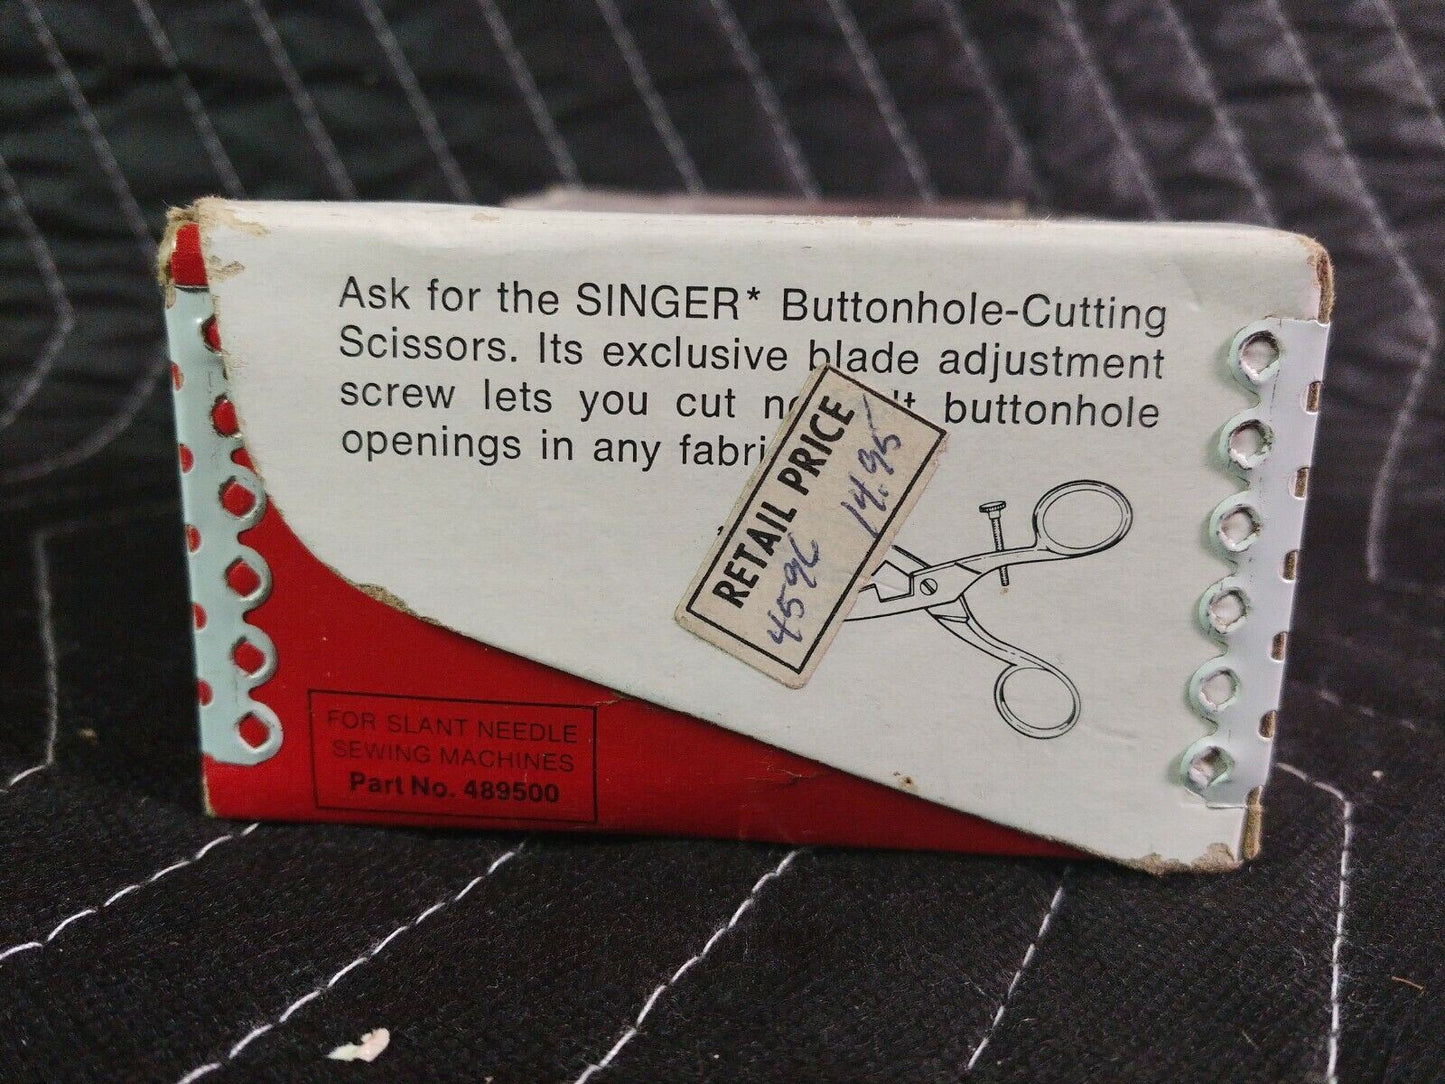 Ask for the SINGER* Buttonhole-Cutting
Scissors. Its exclusive blade adjustment
screw lets you cut buttonhole
openings in any
RETAIL PRICE
4596 14.95
FOR SLANT NEEDLE
SEWING MACHINES
Part No. 489500